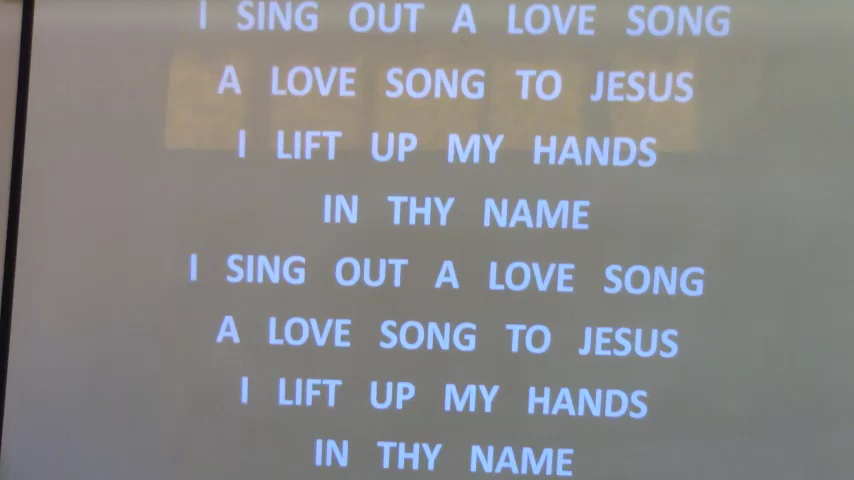 I SING OUT A LOVE SONG
A LOVE SONG TO JESUS
I LIFT UP MY HANDS
IN THY NAME
I SING OUT A LOVE SONG
A LOVE SONG TO JESUS
I LIFT UP MY HANDS
IN THY NAME